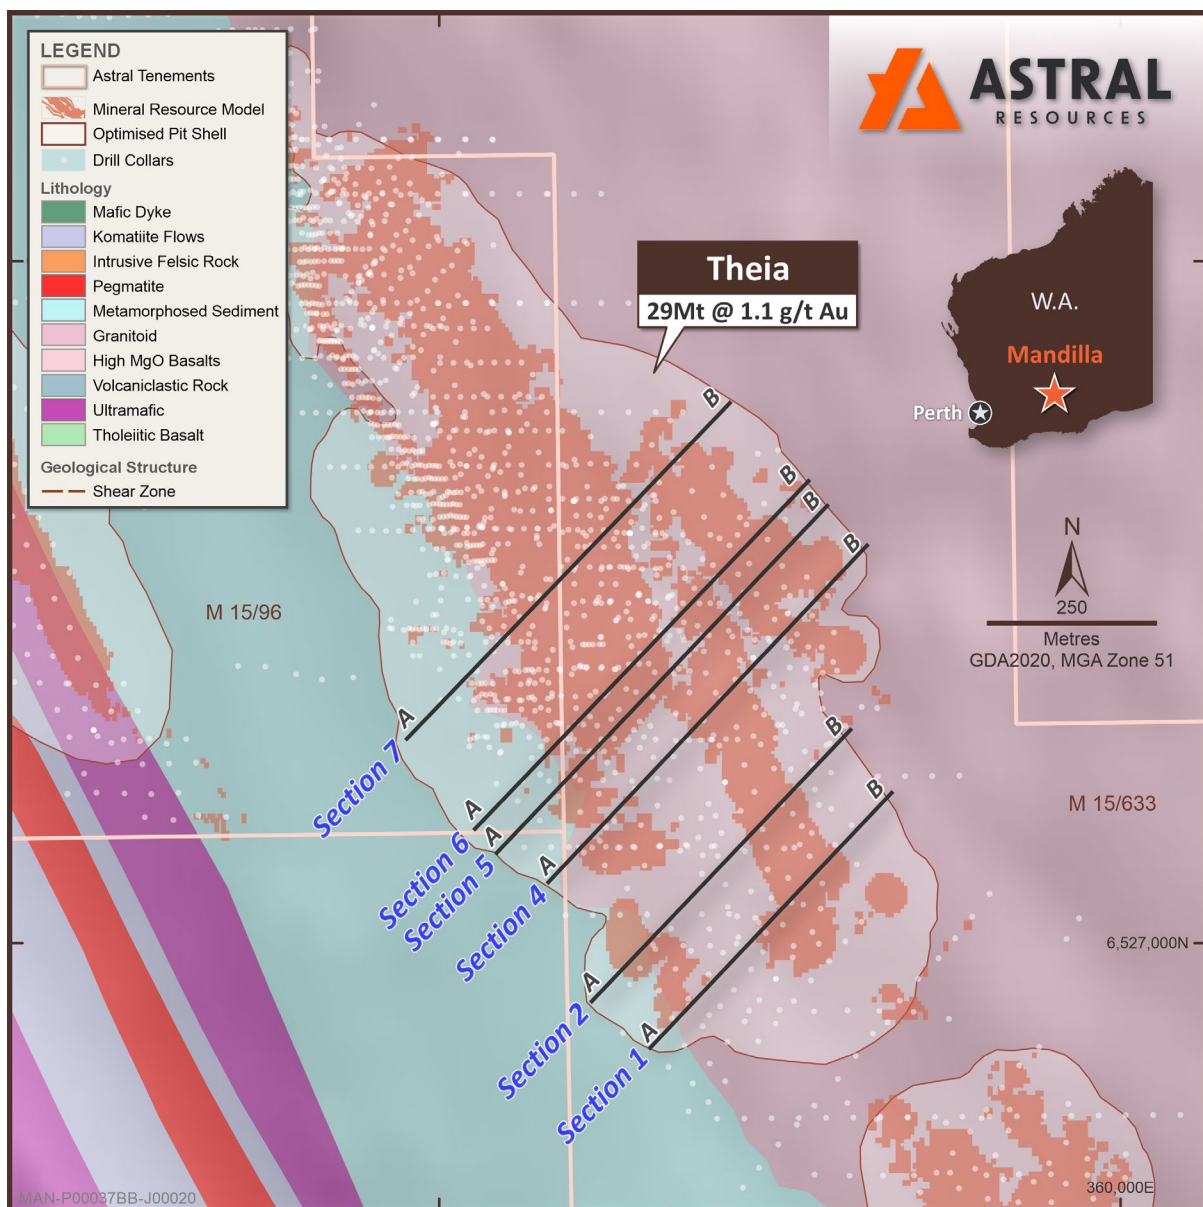 LEGEND
Astral Tenements
Mineral Resource Model
Optimised Pit Shell
Drill Collars
Lithology
Mafic Dyke
Komatiite Flows
Intrusive Felsic Rock
Pegmatite
Metamorphosed Sediment
Granitoid
High MgO Basalts
Volcaniclastic Rock
Ultramafic
Tholeiitic Basalt
Geological Structure
Shear Zone
ASTRAL
RESOURCES
W.A.
Mandilla
Perth
Theia
29Mt @ 1.1 g/t Au
N
250
Metres
GDA2020, MGA Zone 51
M 15/96
M 15/633
B
B
B
B
B
B
A
A
A
A
A
A
Section 7
Section 6
Section 5
Section 4
Section 2
Section 1
6,527,000N
360,000E
MAN-P00037BB-J00020